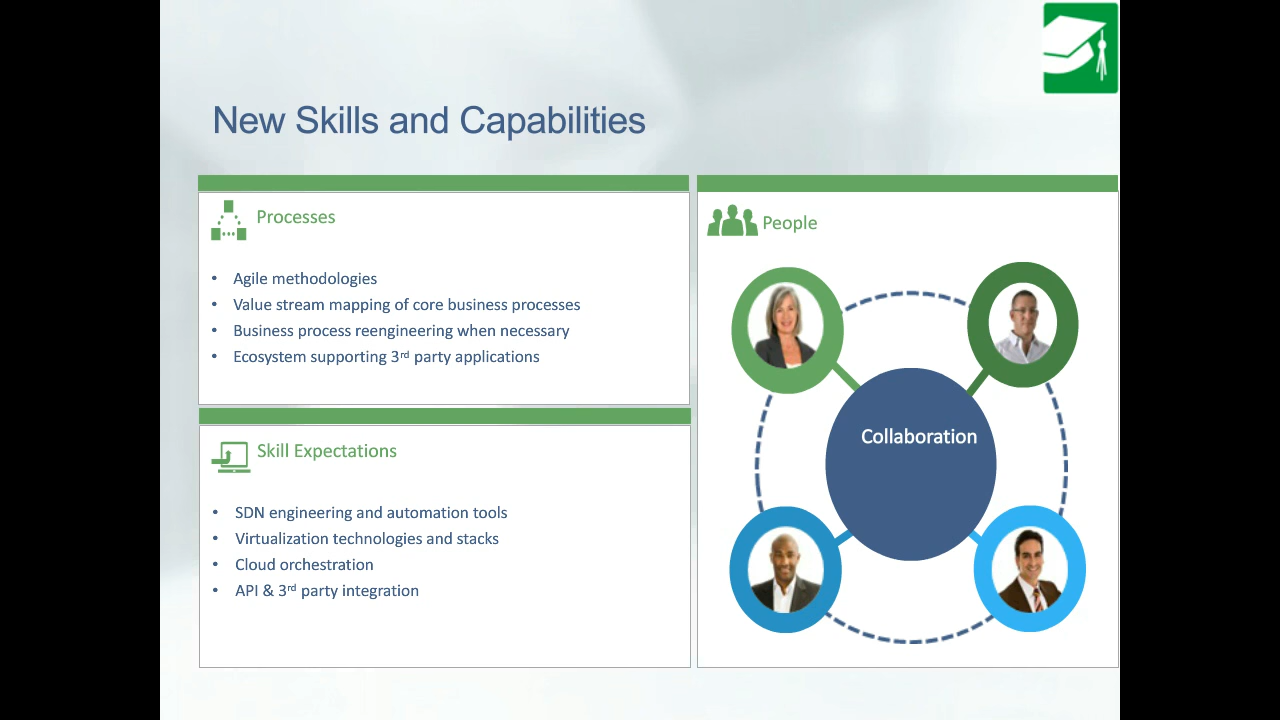 New Skills and Capabilities
Processes
• Agile methodologies
• Value stream mapping of core business processes
• Business process reengineering when necessary
• Ecosystem supporting 3rd party applications
Skill Expectations
• SDN engineering and automation tools
• Virtualization technologies and stacks
• Cloud orchestration
• API & 3rd party integration
People
Collaboration